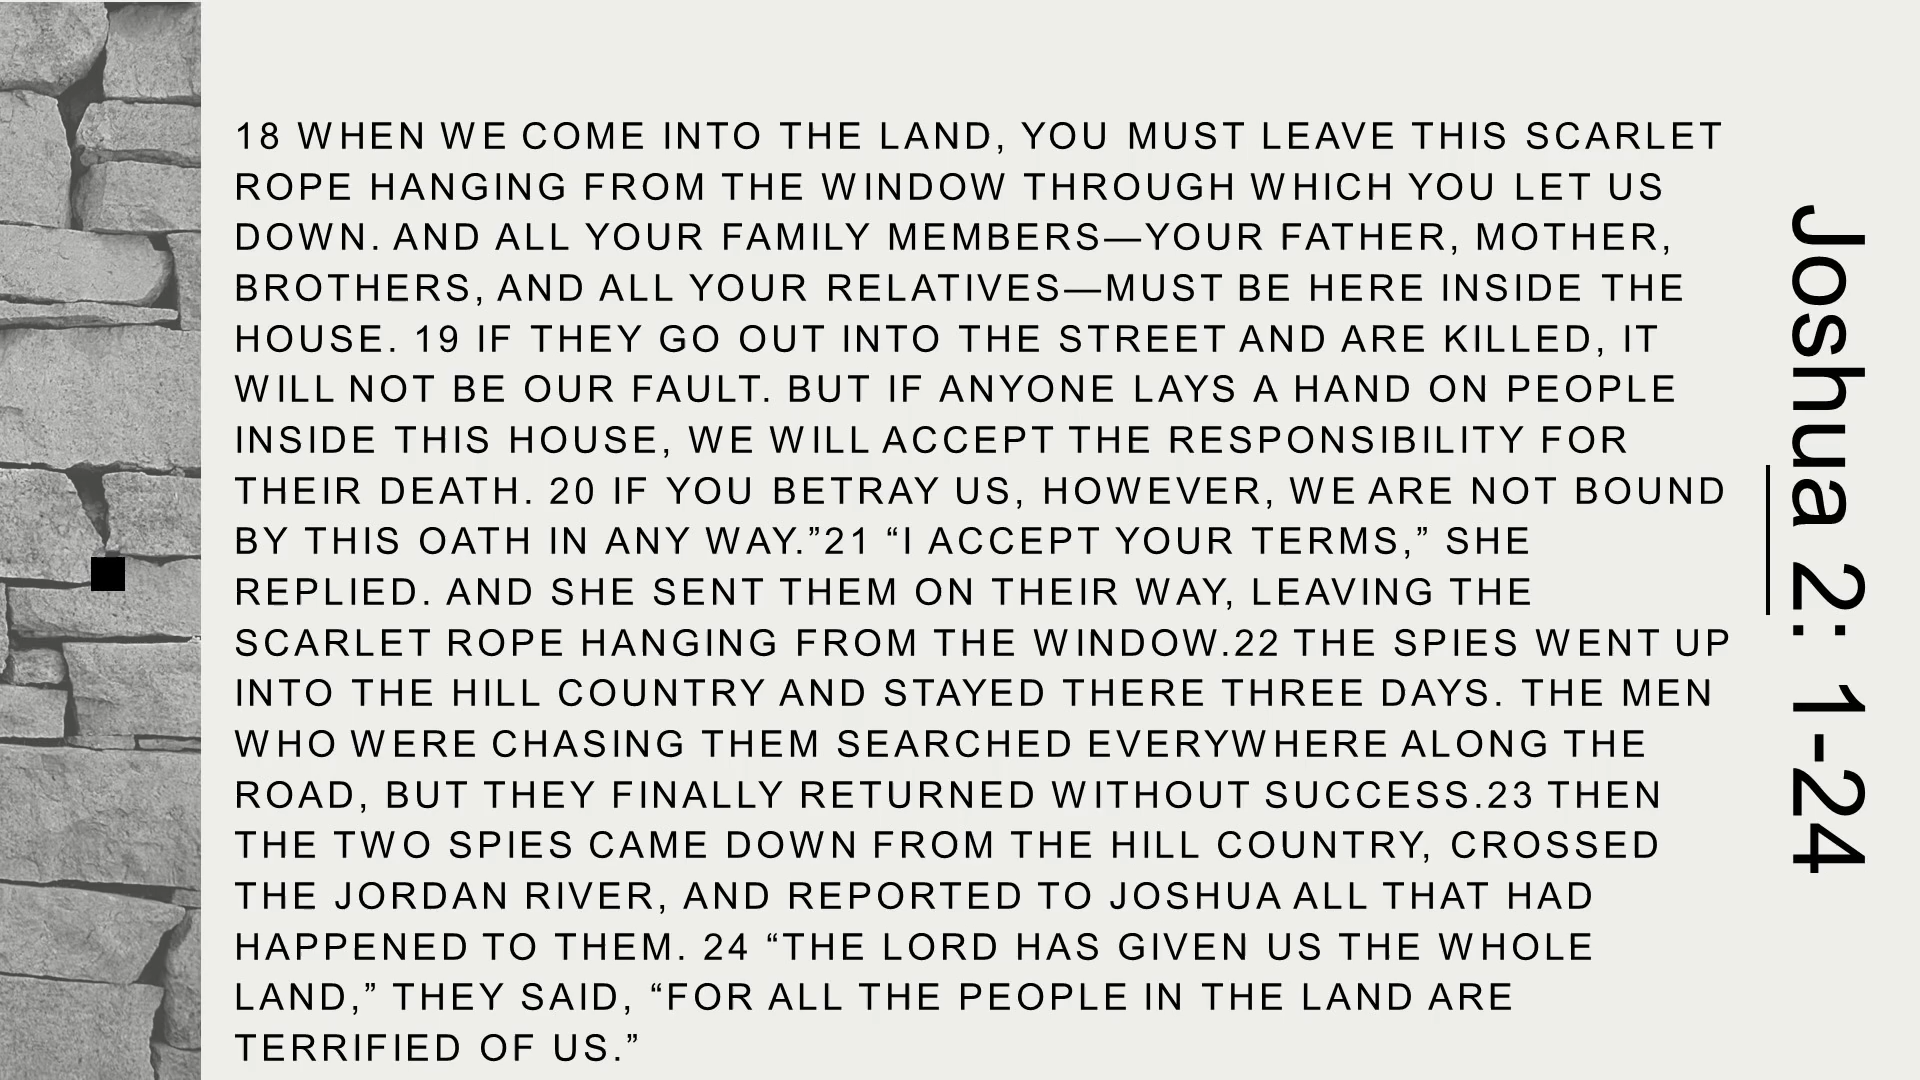 18 WHEN WE COME INTO THE LAND, YOU MUST LEAVE THIS SCARLET
ROPE HANGING FROM THE WINDOW THROUGH WHICH YOU LET US
DOWN. AND ALL YOUR FAMILY MEMBERS—YOUR FATHER, MOTHER,
BROTHERS, AND ALL YOUR RELATIVES—MUST BE HERE INSIDE THE
HOUSE. 19 IF THEY GO OUT INTO THE STREET AND ARE KILLED, IT
WILL NOT BE OUR FAULT. BUT IF ANYONE LAYS A HAND ON PEOPLE
INSIDE THIS HOUSE, WE WILL ACCEPT THE RESPONSIBILITY FOR
THEIR DEATH. 20 IF YOU BETRAY US, HOWEVER, WE ARE NOT BOUND
BY THIS OATH IN ANY WAY.”21 “I ACCEPT YOUR TERMS,” SHE
REPLIED. AND SHE SENT THEM ON THEIR WAY, LEAVING THE
SCARLET ROPE HANGING FROM THE WINDOW.22 THE SPIES WENT UP
INTO THE HILL COUNTRY AND STAYED THERE THREE DAYS. THE MEN
WHO WERE CHASING THEM SEARCHED EVERYWHERE ALONG THE
ROAD, BUT THEY FINALLY RETURNED WITHOUT SUCCESS.23 THEN
THE TWO SPIES CAME DOWN FROM THE HILL COUNTRY, CROSSED
THE JORDAN RIVER, AND REPORTED TO JOSHUA ALL THAT HAD
HAPPENED TO THEM. 24 “THE LORD HAS GIVEN US THE WHOLE
LAND,” THEY SAID, “FOR ALL THE PEOPLE IN THE LAND ARE
TERRIFIED OF US.”
Joshua 2: 1-24